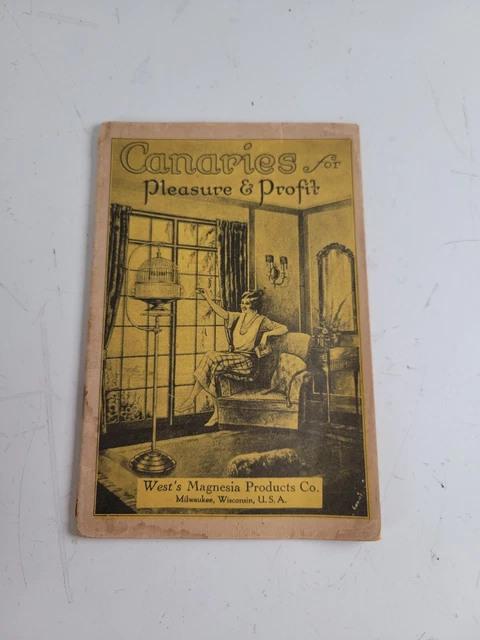 Canaries for
Pleasure & Profit
West's Magnesia Products Co.
Milwaukee, Wisconsin, U. S. A.